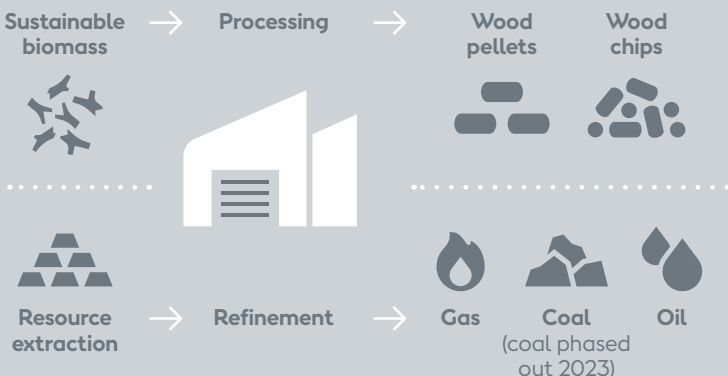 Sustainable
biomass
Processing
Wood
pellets
Wood
chips
Resource
extraction
Refinement
Gas
Coal
(coal phased
out 2023)
Oil